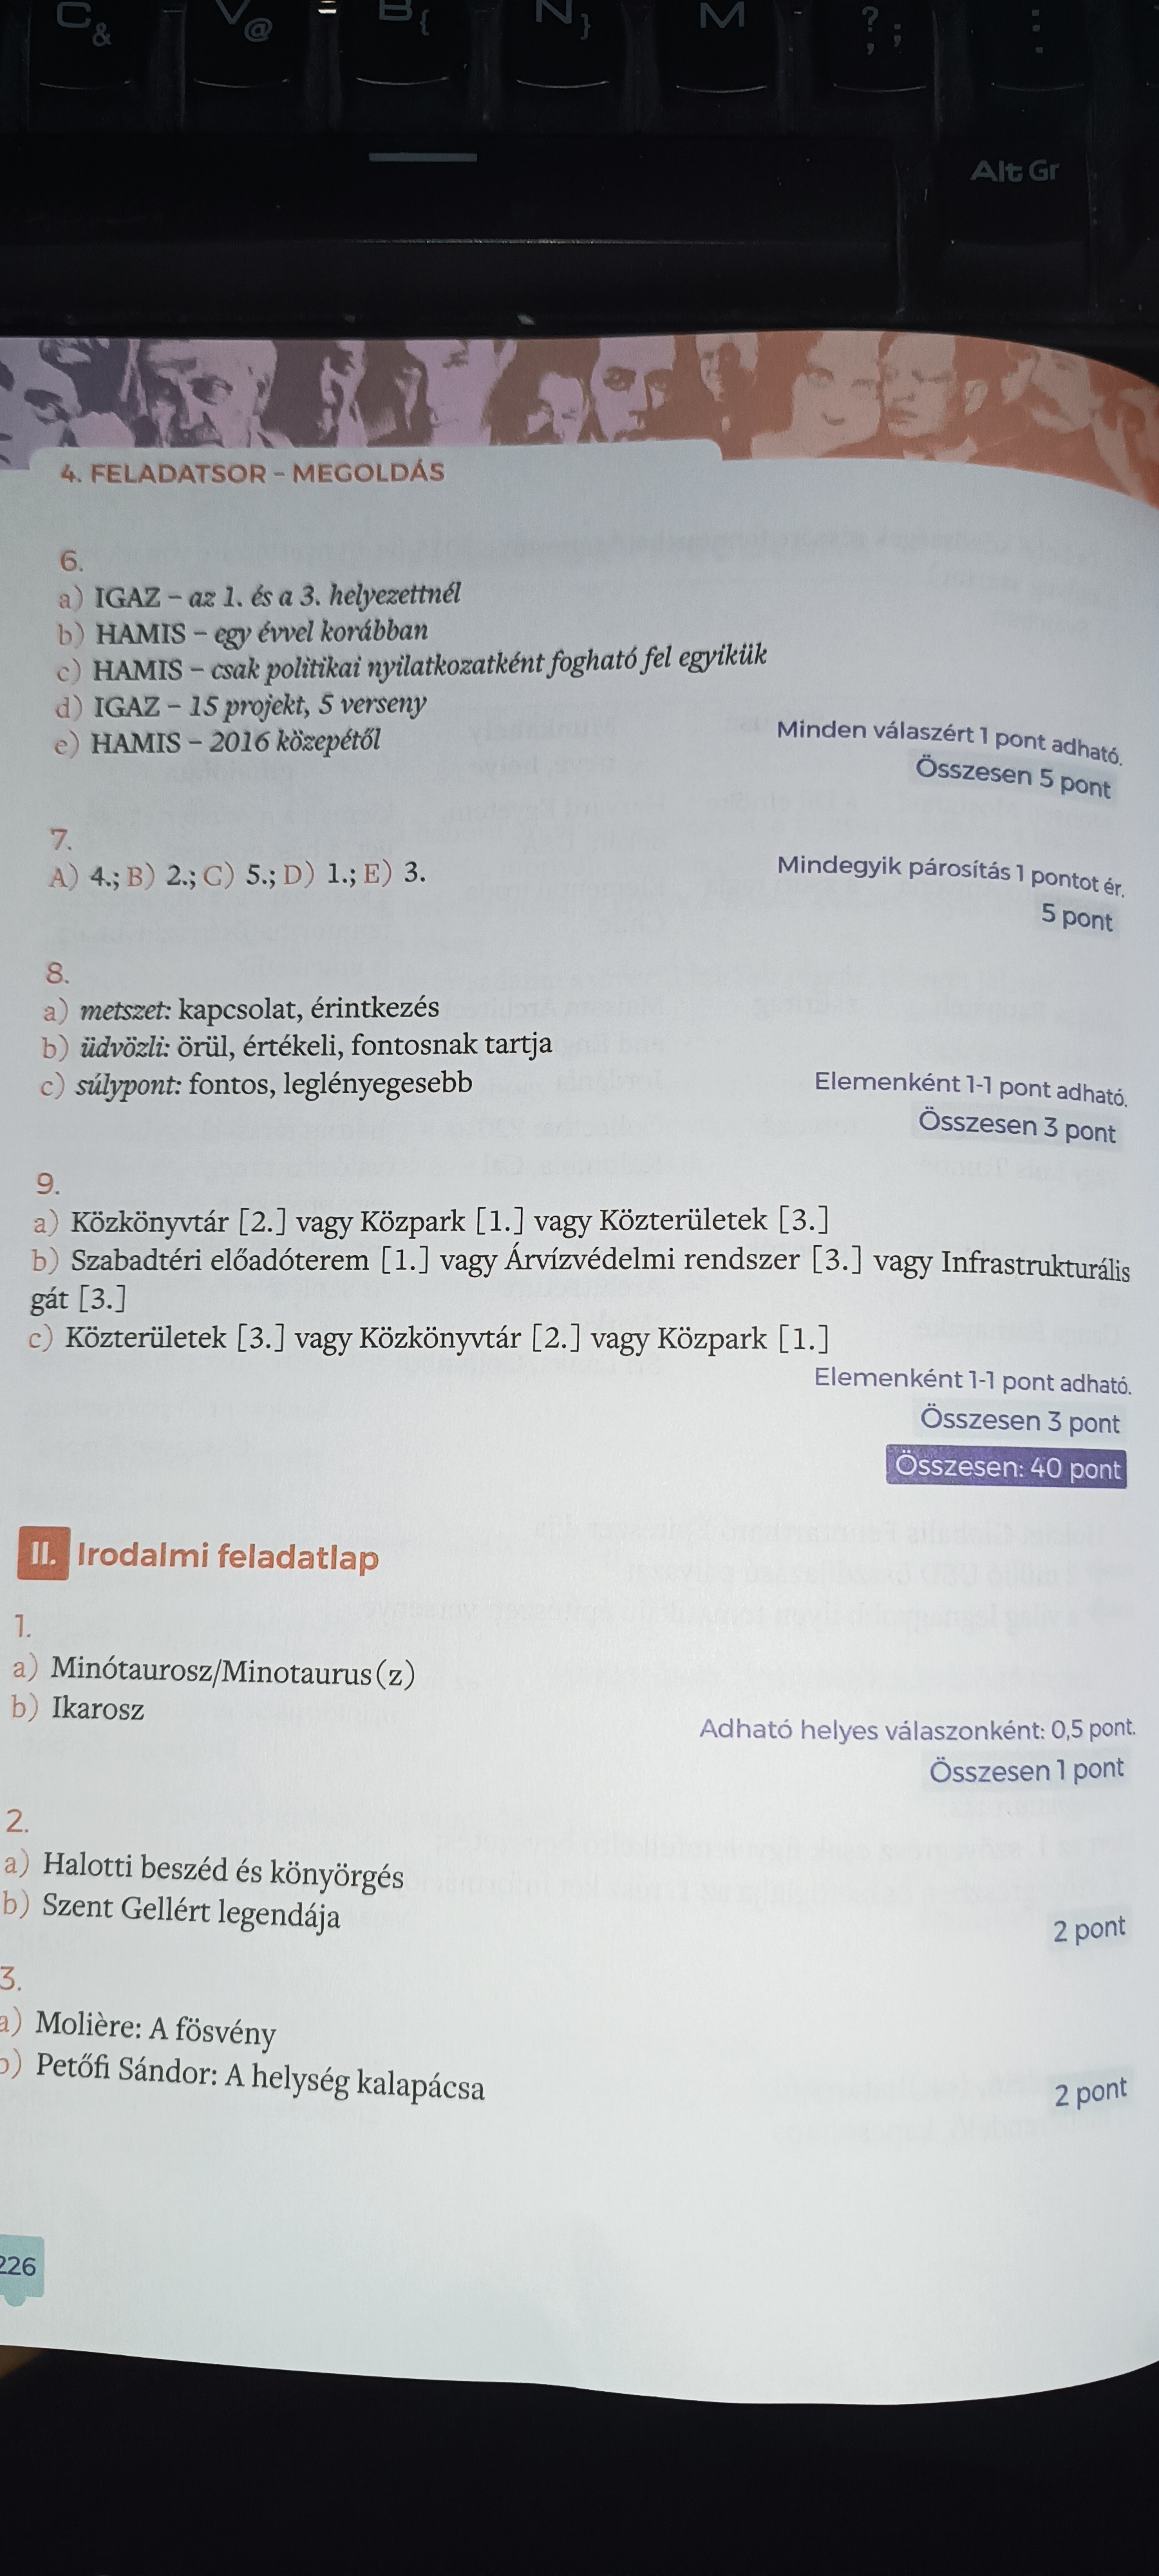 C & V @ B { N } M ? , ; :
Alt Gr
4. FELADATSOR – MEGOLDÁS
6.
a) IGAZ – az 1. és a 3. helyezettnél
b) HAMIS – egy évvel korábban
c) HAMIS – csak politikai nyilatkozatként fogható fel egyikük
d) IGAZ – 15 projekt, 5 verseny
e) HAMIS – 2016 közepétől
Minden válaszért 1 pont adható.
Összesen 5 pont
7.
A) 4.; B) 2.; C) 5.; D) 1.; E) 3.
Mindegyik párosítás 1 pontot ér.
5 pont
8.
a) metszet: kapcsolat, érintkezés
b) üdvözli: örül, értékeli, fontosnak tartja
c) súlypont: fontos, leglényegesebb
Elemenként 1-1 pont adható.
Összesen 3 pont
9.
a) Közkönyvtár [2.] vagy Közpark [1.] vagy Közterületek [3.]
b) Szabadtéri előadóterem [1.] vagy Árvízvédelmi rendszer [3.] vagy Infrastrukturális
gát [3.]
c) Közterületek [3.] vagy Közkönyvtár [2.] vagy Közpark [1.]
Elemenként 1-1 pont adható.
Összesen 3 pont
Összesen: 40 pont
II. Irodalmi feladatlap
1.
a) Minótaurosz/Minotaurus(z)
b) Ikarosz
Adható helyes válaszonként: 0,5 pont.
Összesen 1 pont
2.
a) Halotti beszéd és könyörgés
b) Szent Gellért legendája
2 pont
3.
a) Molière: A fösvény
b) Petőfi Sándor: A helység kalapácsa
2 pont
226